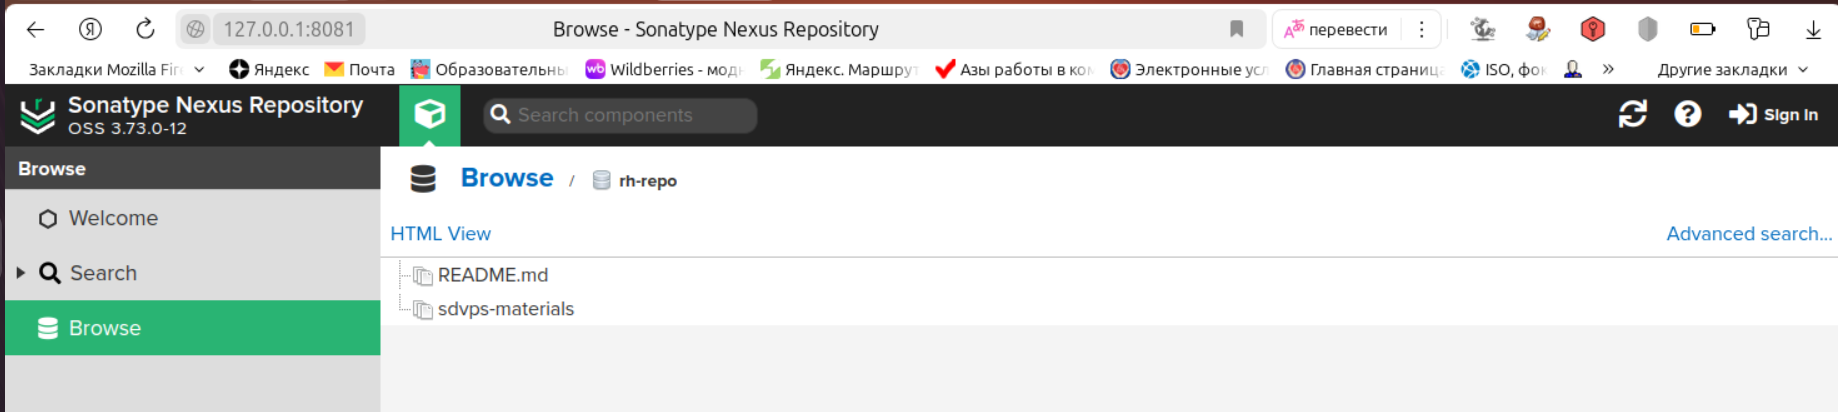 127.0.0.1:8081 Browse - Sonatype Nexus Repository перевести
Закладки Mozilla Яндекс Почта Образовательны Wildberries - мод Яндекс. Маршрут Азы работы в ко Электронные усл Главная страница ISO, фок » Другие закладки
Sonatype Nexus Repository
OSS 3.73.0-12
Search components
Sign In
Browse
Welcome
Search
Browse
Browse / rh-repo
HTML View Advanced search...
README.md
sdvps-materials